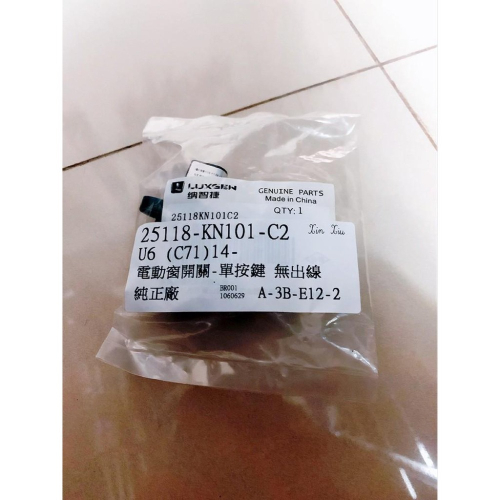 LUXGEN
纳智捷
GENUINE PARTS
Made in China
QTY: 1
25118KN101C2
25118-KN101-C2
Xin Xui
U6 (C71)14-
電動窗開關-單按鍵 無出線
純正廠
BR001
1060629
A-3B-E12-2